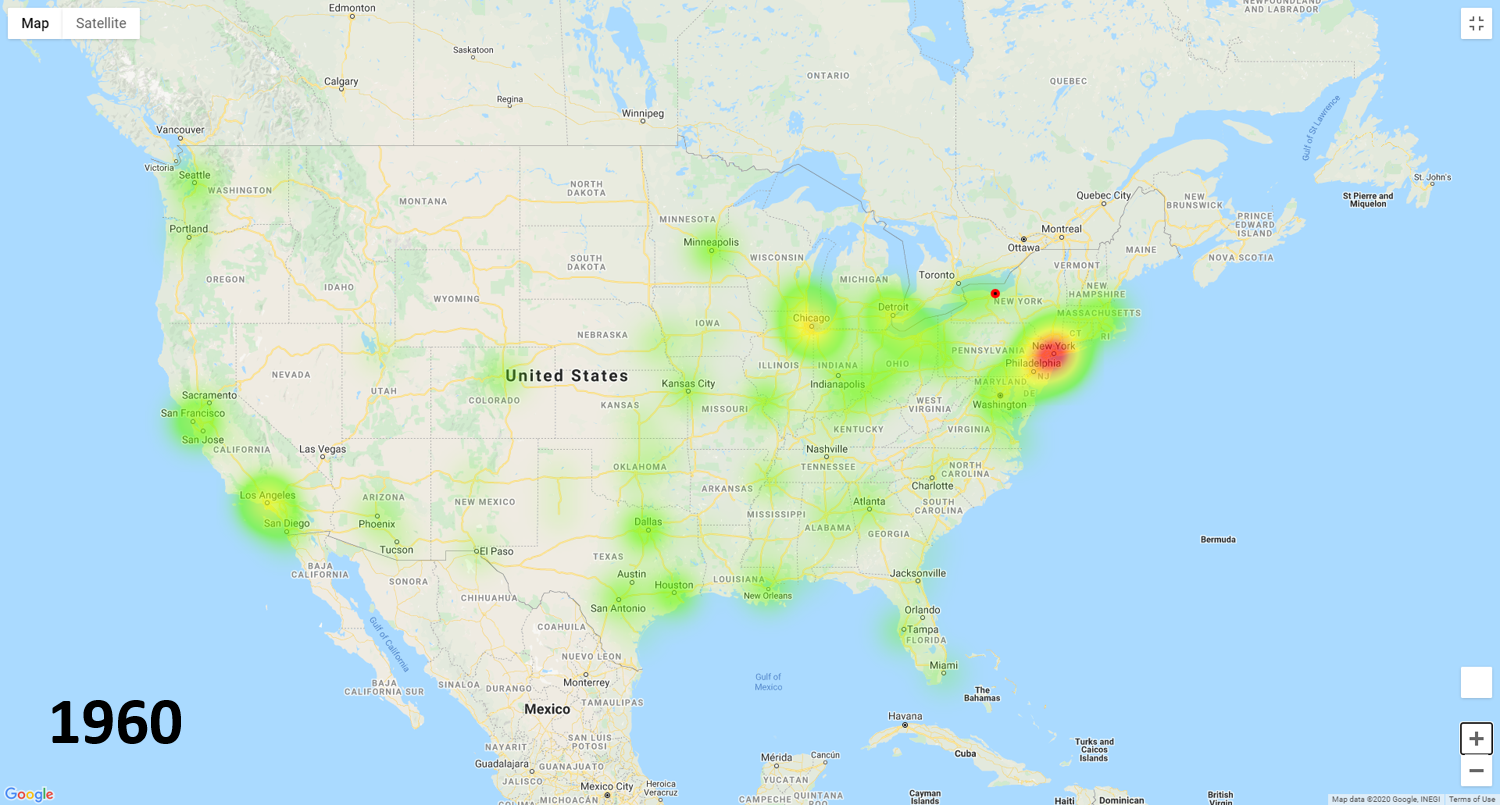 Map
Satellite
Edmonton
NEWFOUNDLAND
AND LABRADOR
Saskatoon
Calgary
ONTARIO
QUEBEC
Regina
Winnipeg
Gulf of St Lawrence
Vancouver
Victoria
Seattle
WASHINGTON
NORTH
DAKOTA
MONTANA
St. John's
Quebec City
NEW
BRUNSWICK
St Pierre and
Miquelon
MINNESOTA
PRINCE
EDWARD
ISLAND
Portland
Montreal
Ottawa
MAINE
Minneapolis
WISCONSIN
SOUTH
DAKOTA
NOVA SCOTIA
VERMONT
Toronto
MICHIGAN
OREGON
IDAHO
WYOMING
NEW
HAMPSHIRE
NEW YORK
Detroit
MASSACHUSETTS
Chicago
IOWA
NEBRASKA
CT
RI
New York
PENNSYLVANIA
Philadelphia
ILLINOIS
INDIANA
OHIO
United States
NEVADA
NJ
MARYLAND
Indianapolis
Kansas City
UTAH
DE
Sacramento
COLORADO
KANSAS
MISSOURI
WEST
VIRGINIA
Washington
San Francisco
San Jose
KENTUCKY
VIRGINIA
CALIFORNIA
Las Vegas
Nashville
TENNESSEE
OKLAHOMA
NORTH
CAROLINA
Charlotte
ARKANSAS
Los Angeles
ARIZONA
NEW MEXICO
Atlanta
SOUTH
CAROLINA
MISSISSIPPI
San Diego
Phoenix
Dallas
ALABAMA
GEORGIA
Bermuda
Tucson
El Paso
TEXAS
BAJA
CALIFORNIA
SONORA
Austin
Houston
LOUISIANA
New Orleans
Jacksonville
CHIHUAHUA
San Antonio
Orlando
Gulf of California
COAHUILA
Tampa
FLORIDA
NUEVO LEON
Miami
Gulf of
Mexico
BAJA
CALIFORNIA SUR
SINALOA
DURANGO
Monterrey
The
Bahamas
TAMAULIPAS
Mexico
1960
Havana
SAN LUIS
POTOSI
NAYARIT
Cuba
Turks and
Caicos
Islands
Guadalajara
GUANAJUATO
Mérida
Cancún
JALISCO
YUCATAN
Mexico City
Heroica
Veracruz
MICHOACÁN
CAMPECHE
QUINTANA
ROO
Cayman
Islands
Haiti
Dominican
British
Virgin
Google
Map data ©2020 Google, INEGI
Terms of Use